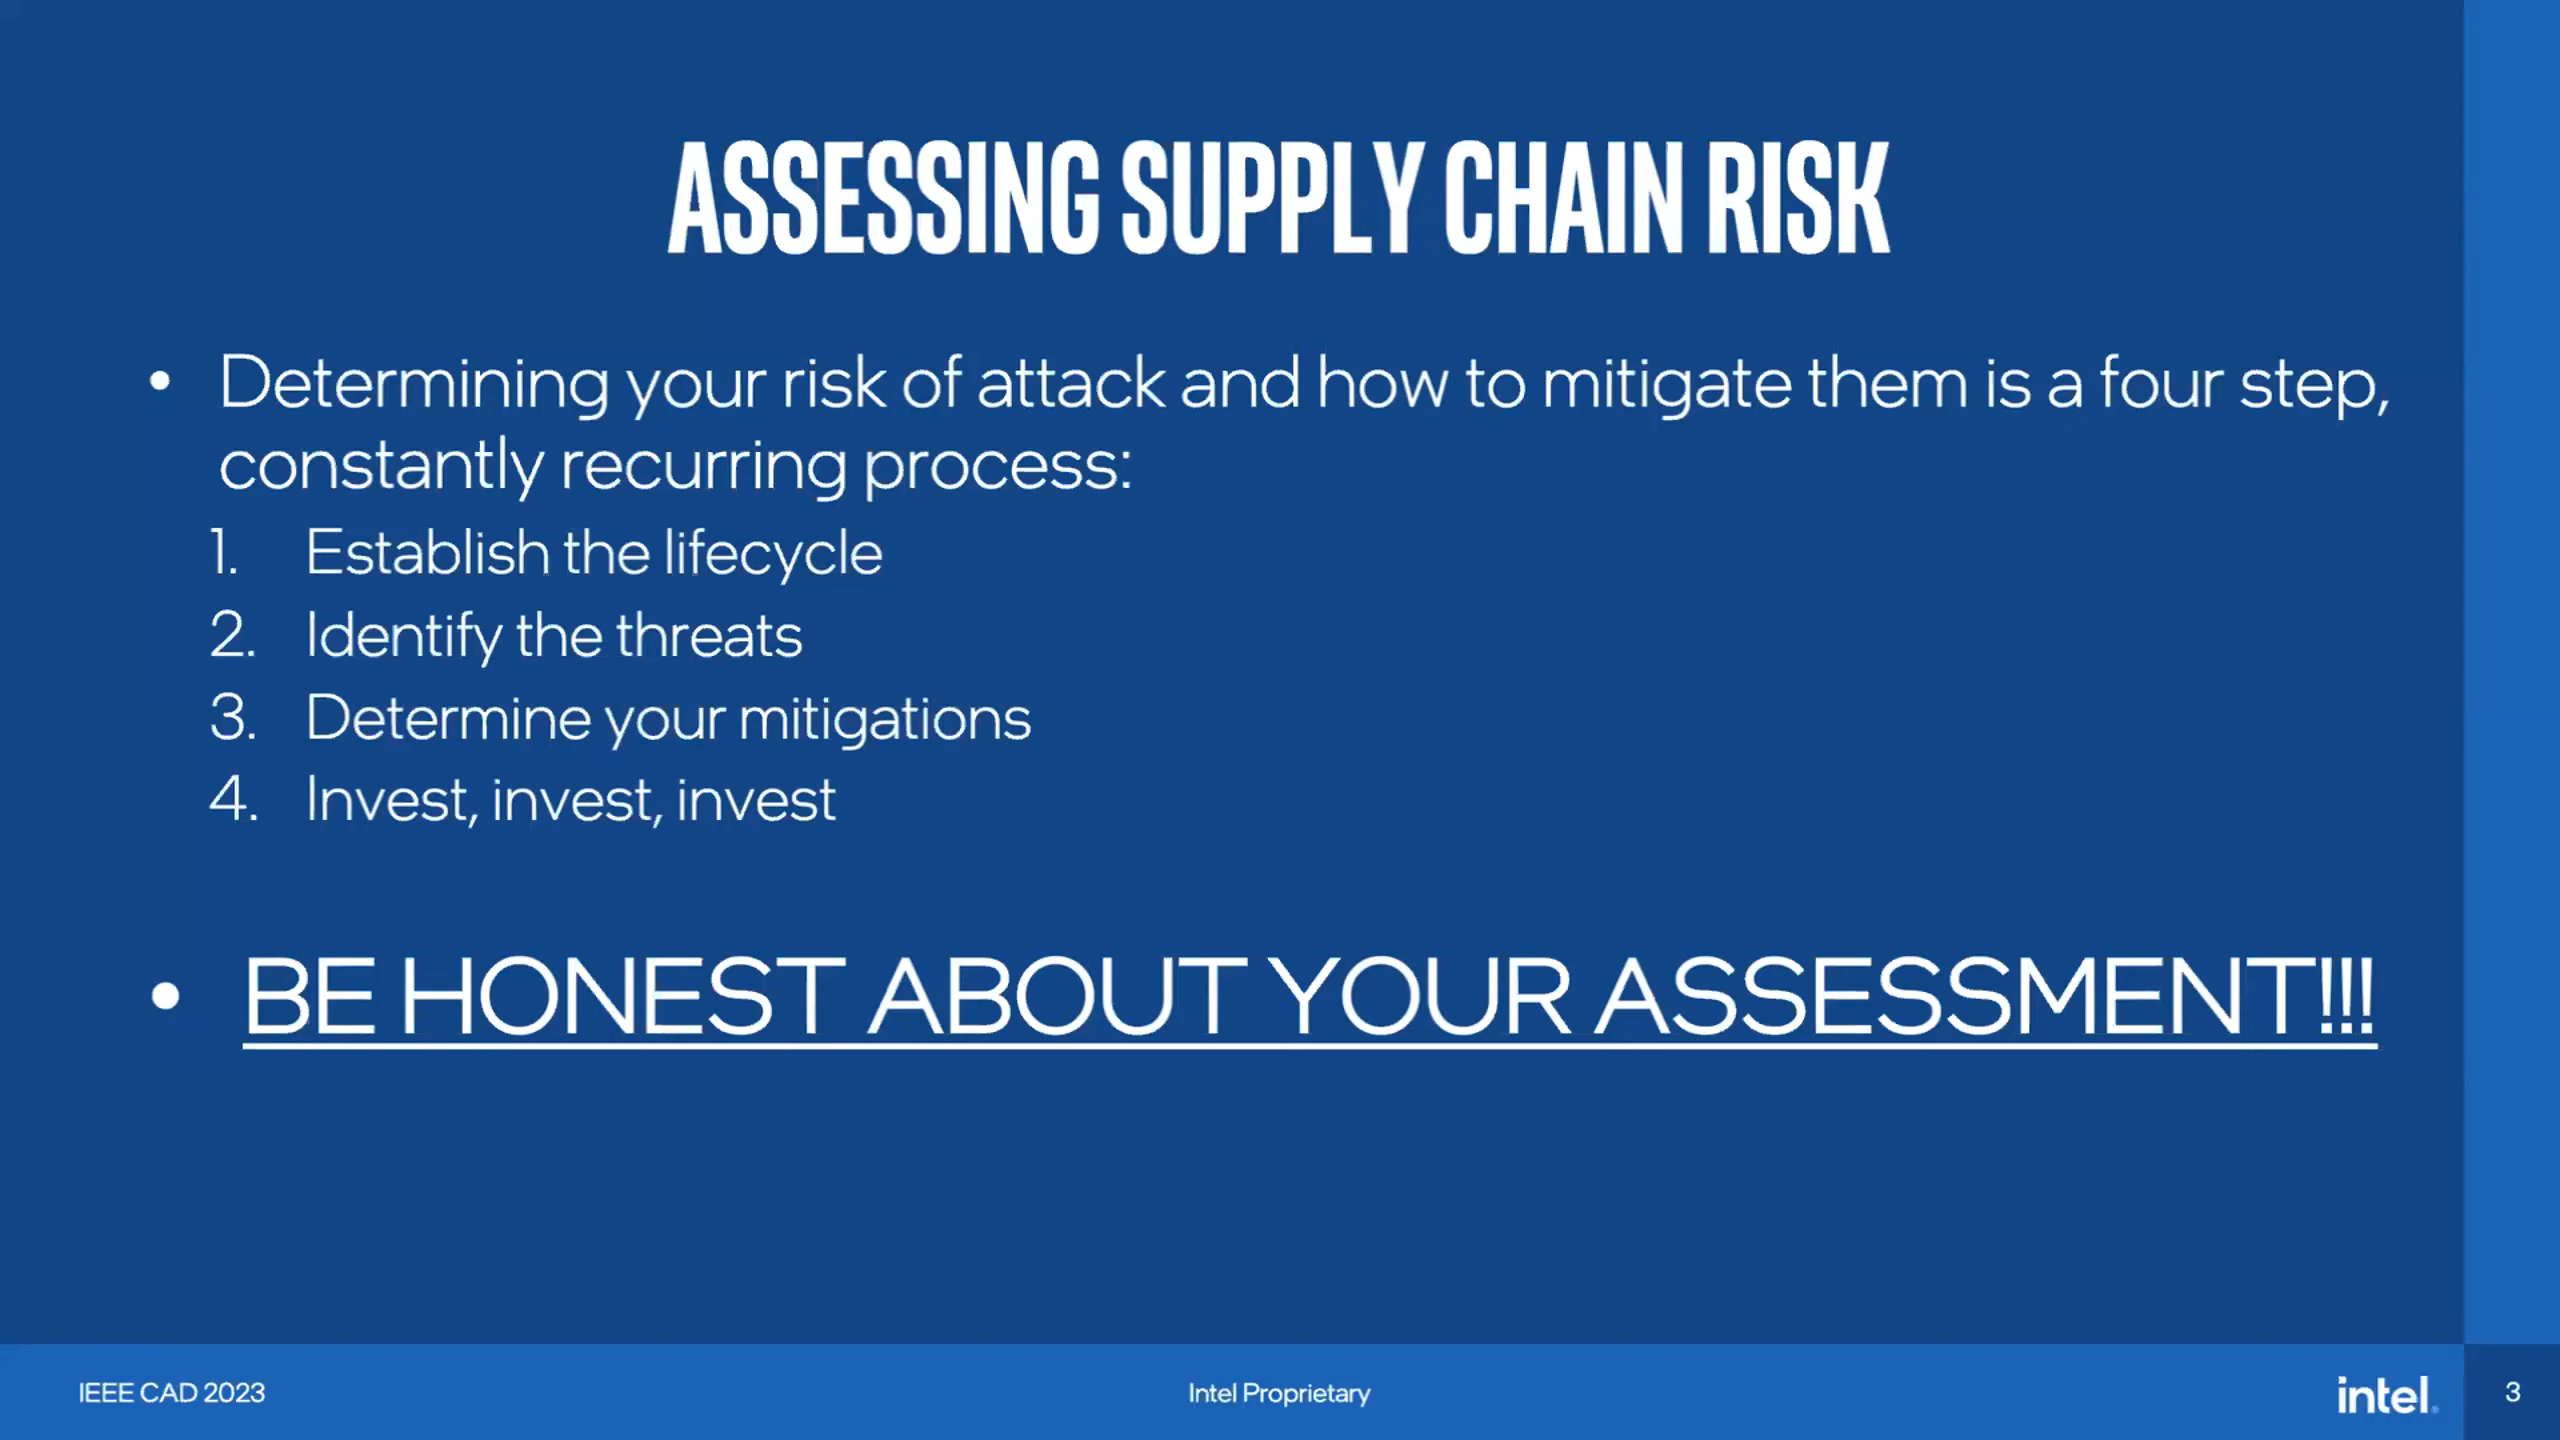 ASSESSING SUPPLY CHAIN RISK
• Determining your risk of attack and how to mitigate them is a four step,
constantly recurring process:
1. Establish the lifecycle
2. Identify the threats
3. Determine your mitigations
4. Invest, invest, invest
• BE HONEST ABOUT YOUR ASSESSMENT!!!
IEEE CAD 2023
Intel Proprietary
intel.
3